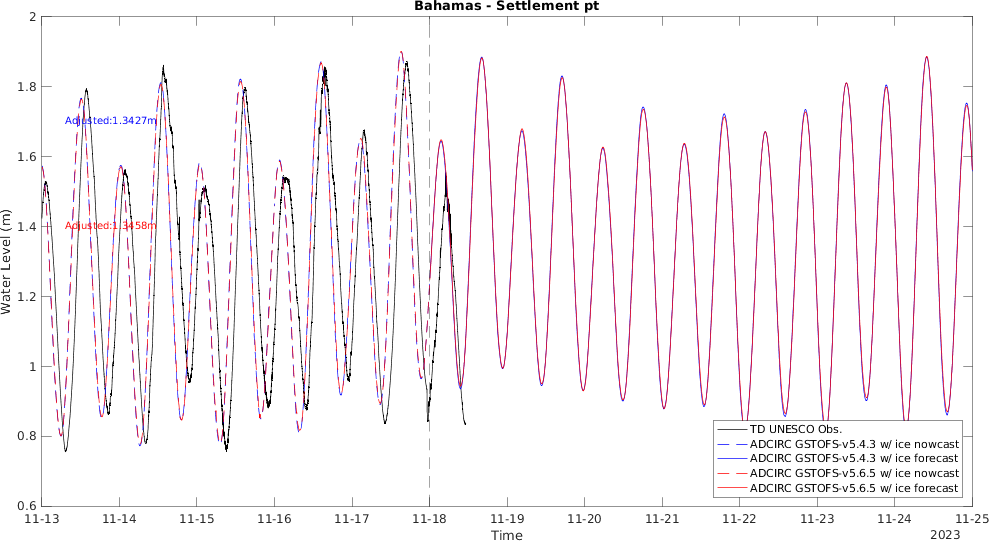 Bahamas - Settlement pt
Water Level (m)
2
1.8
1.6
1.4
1.2
1
0.8
0.6
Adjusted:1.3427m
Adjusted:1.3458m
TD UNESCO Obs.
ADCIRC GSTOFS-v5.4.3 w/ ice nowcast
ADCIRC GSTOFS-v5.4.3 w/ ice forecast
ADCIRC GSTOFS-v5.6.5 w/ ice nowcast
ADCIRC GSTOFS-v5.6.5 w/ ice forecast
11-13 11-14 11-15 11-16 11-17 11-18 11-19 11-20 11-21 11-22 11-23 11-24 11-25
Time
2023